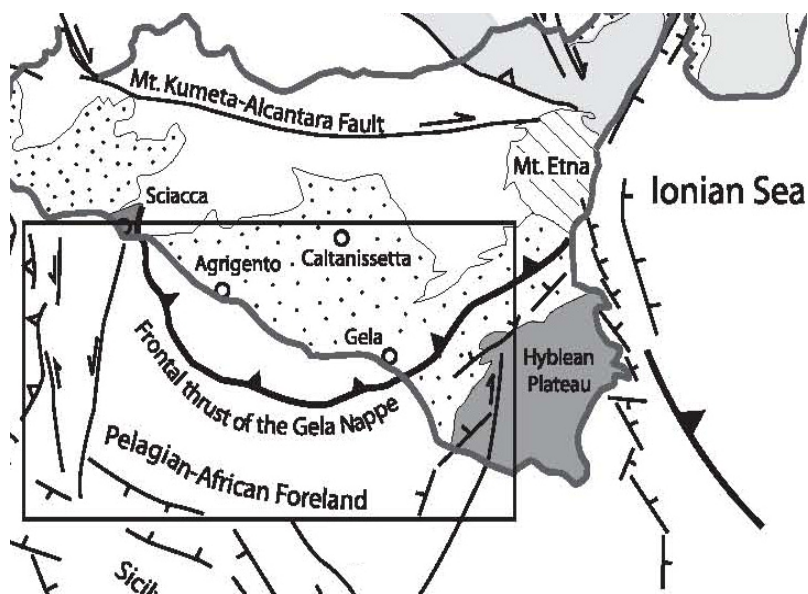 Mt. Kumeta-Alcantara Fault
Mt. Etna
Ionian Sea
Sciacca
Agrigento
Caltanissetta
Gela
Hyblean
Plateau
Frontal thrust of the Gela Nappe
Pelagian-African Foreland